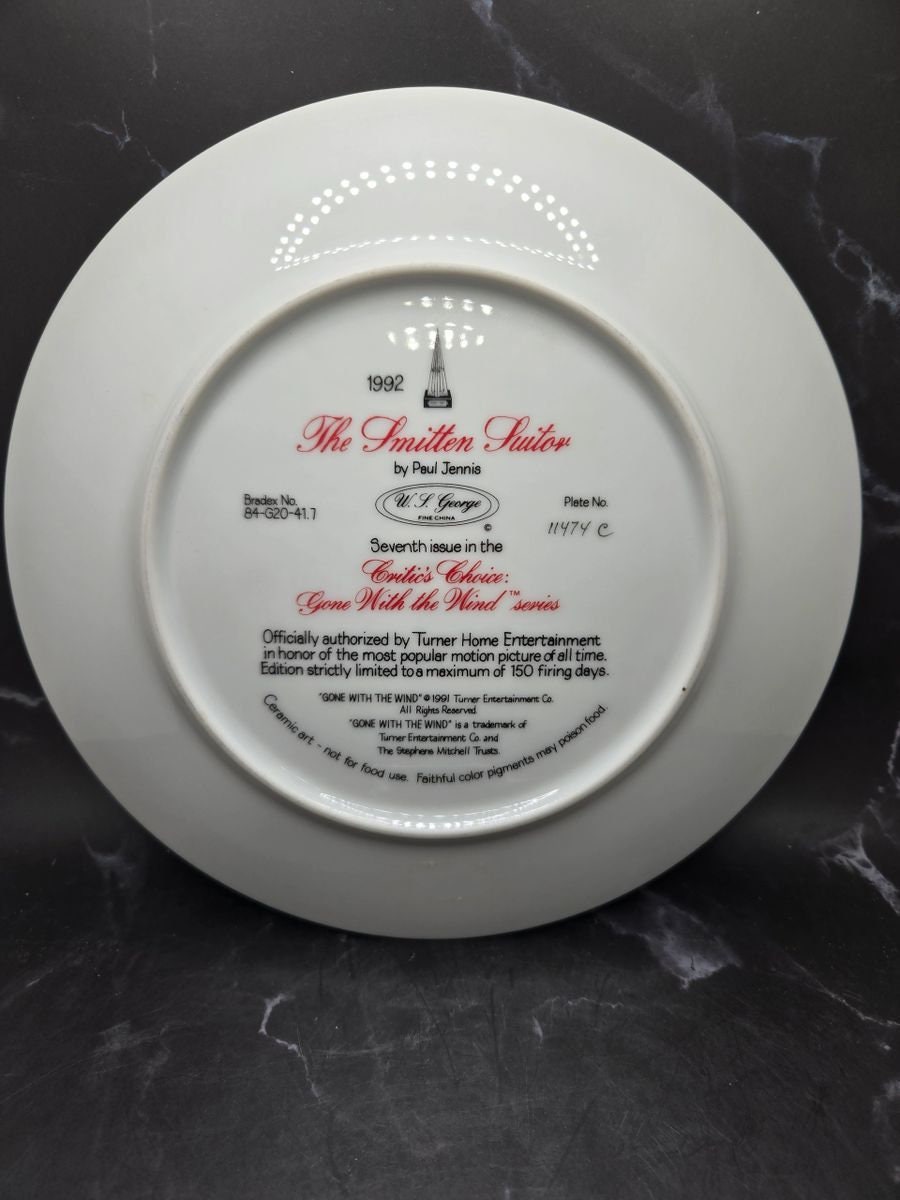 1992
The Smitten Suitor
by Paul Jennis
Bradex No.
84-G20-41.7
W. S. George
FINE CHINA
©
Plate No.
11474 C
Seventh issue in the
Critic's Choice:
Gone With the Wind™ series
Officially authorized by Turner Home Entertainment
in honor of the most popular motion picture of all time.
Edition strictly limited to a maximum of 150 firing days.
"GONE WITH THE WIND" © 1991 Turner Entertainment Co.
All Rights Reserved.
"GONE WITH THE WIND" is a trademark of
Turner Entertainment Co. and
The Stephens Mitchell Trusts.
Ceramic art - not for food use. Faithful color pigments may poison food.